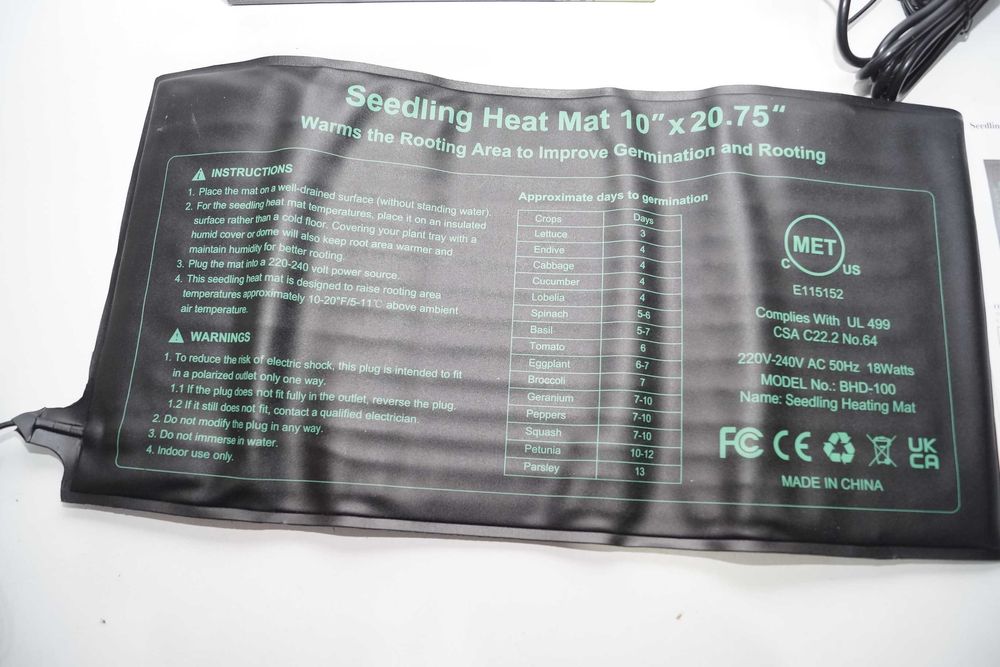 Seedling Heat Mat 10" x 20.75"
Warms the Rooting Area to Improve Germination and Rooting
INSTRUCTIONS
1. Place the mat on a well-drained surface (without standing water).
2. For the seedling heat mat temperatures, place it on an insulated
surface rather than a cold floor. Covering your plant tray with a
humid cover or dome will also keep root area warmer and
maintain humidity for better rooting.
3. Plug the mat into a 220-240 volt power source.
4. This seedling heat mat is designed to raise rooting area
temperatures approximately 10-20°F/5-11℃ above ambient
air temperature.
WARNINGS
1. To reduce the risk of electric shock, this plug is intended to fit
in a polarized outlet only one way.
1.1 If the plug does not fit fully in the outlet, reverse the plug.
1.2 If it still does not fit, contact a qualified electrician.
2. Do not modify the plug in any way.
3. Do not immerse in water.
4. Indoor use only.
Approximate days to germination
Crops Days
Lettuce 3
Endive 4
Cabbage 4
Cucumber 4
Lobelia 4
Spinach 5-6
Basil 5-7
Tomato 6
Eggplant 6-7
Broccoli 7
Geranium 7-10
Peppers 7-10
Squash 7-10
Petunia 10-12
Parsley 13
MET
C US
E115152
Complies With UL 499
CSA C22.2 No.64
220V-240V AC 50Hz 18Watts
MODEL No.: BHD-100
Name: Seedling Heating Mat
FC CE UK CA
MADE IN CHINA
Seedling